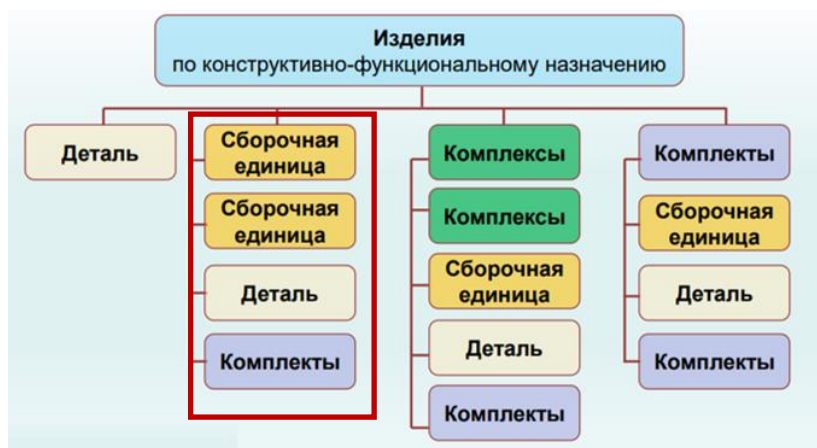 Изделия
по конструктивно-функциональному назначению
Деталь
Сборочная
единица
Сборочная
единица
Деталь
Комплекты
Комплексы
Комплексы
Сборочная
единица
Деталь
Комплекты
Комплекты
Сборочная
единица
Деталь
Комплекты